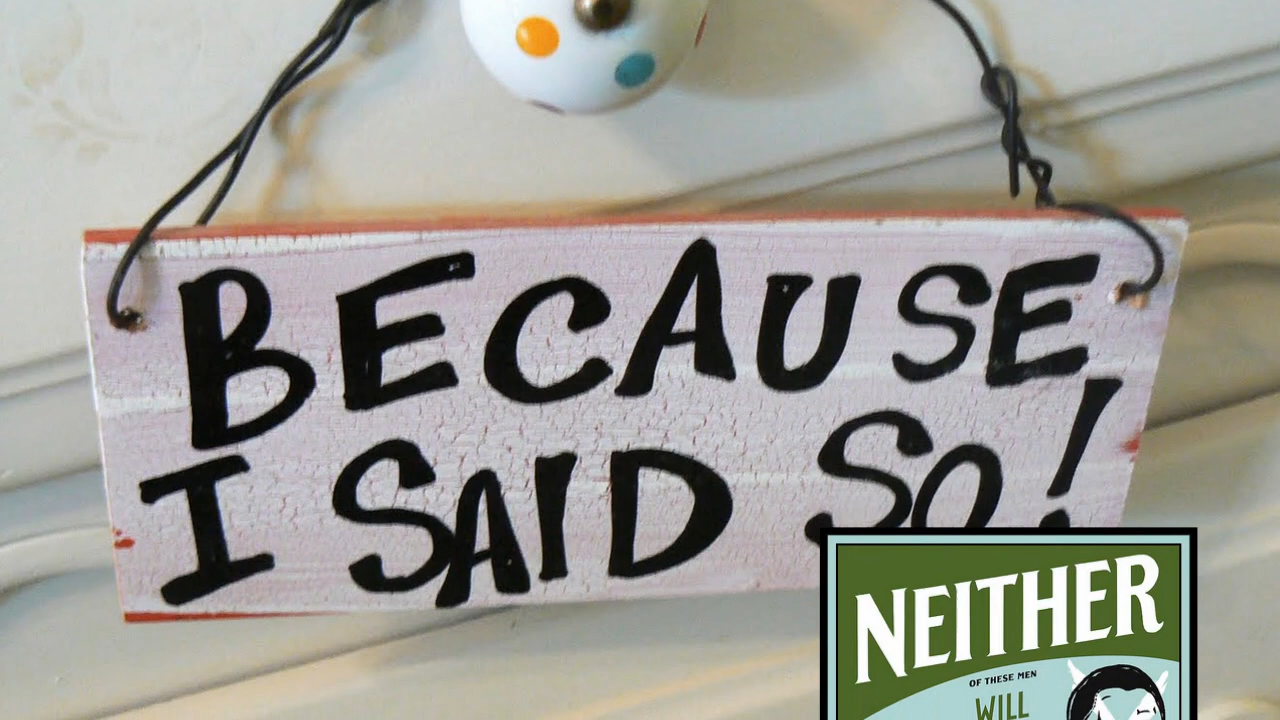 BECAUSE
I SAID SO!
NEITHER
OF THESE MEN
WILL